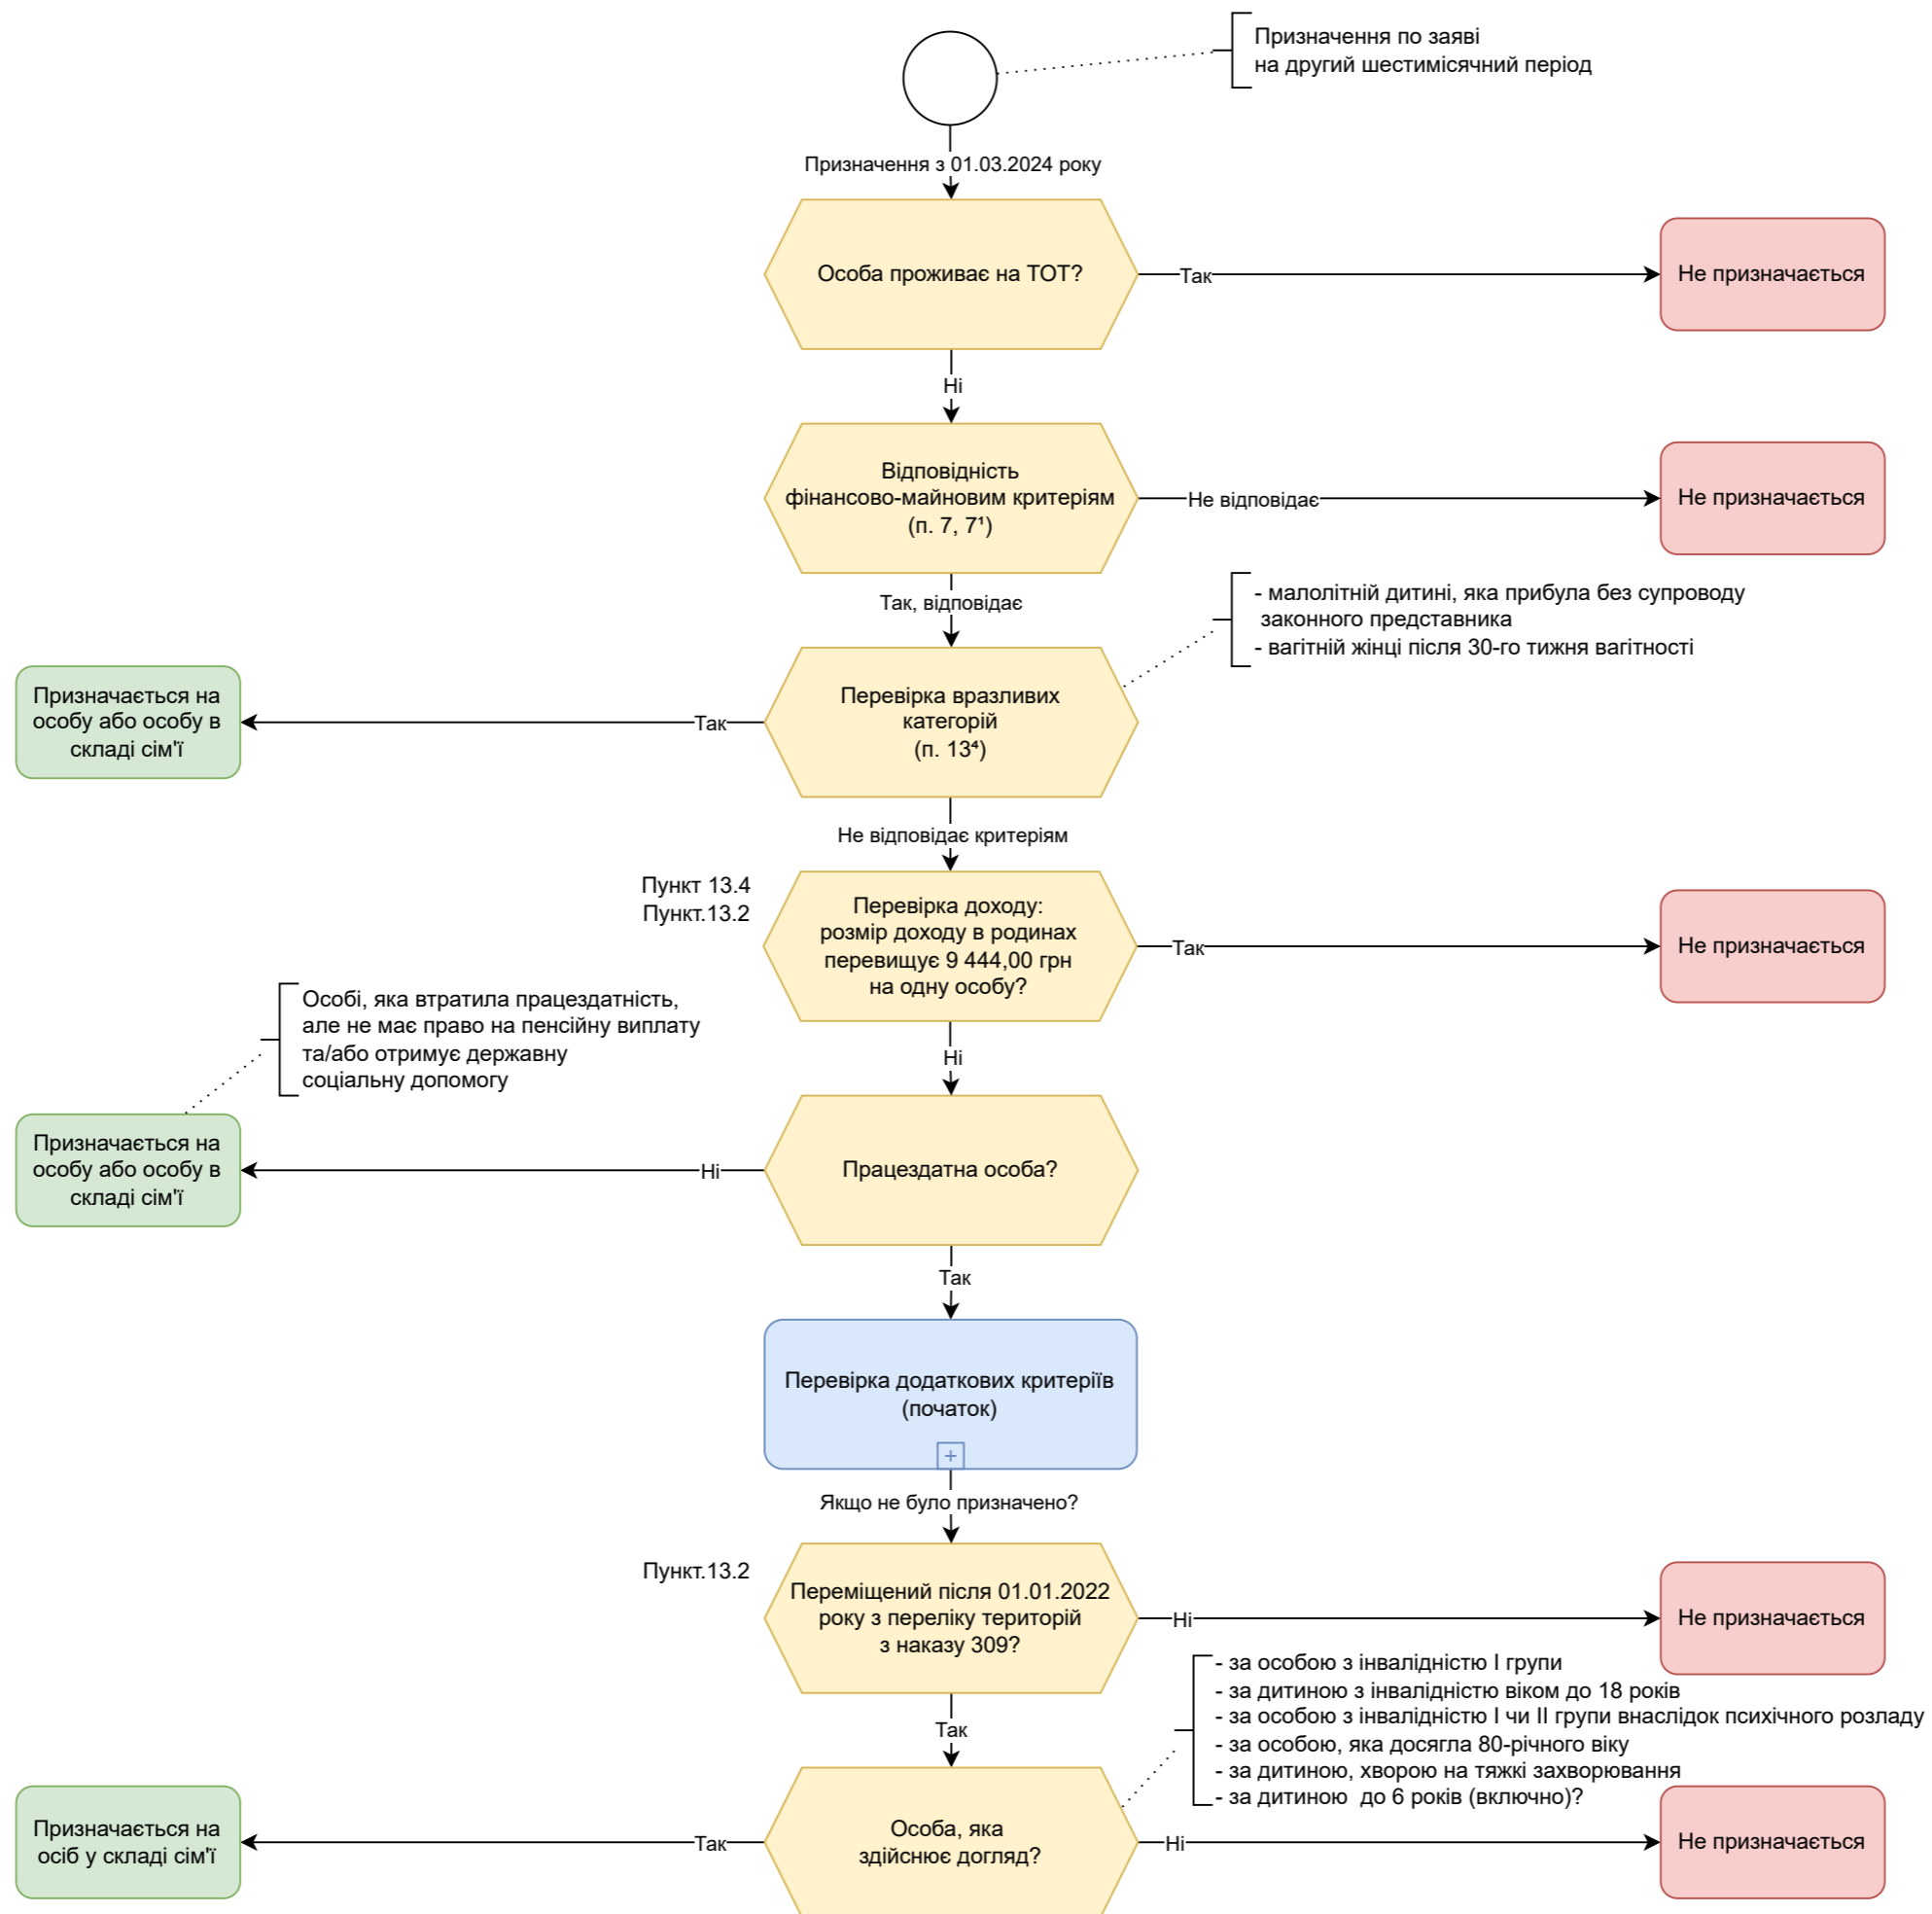 Призначення по заяві
на другий шестимісячний період
Призначення з 01.03.2024 року
Особа проживає на ТОТ?
Так
Не призначається
Ні
Відповідність
фінансово-майновим критеріям
(п. 7, 7¹)
Не відповідає
Не призначається
Так, відповідає
- малолітній дитині, яка прибула без супроводу
законного представника
- вагітній жінці після 30-го тижня вагітності
Призначається на
особу або особу в
складі сім'ї
Так
Перевірка вразливих
категорій
(п. 13⁴)
Не відповідає критеріям
Пункт 13.4
Пункт.13.2
Перевірка доходу:
розмір доходу в родинах
перевищує 9 444,00 грн
на одну особу?
Так
Не призначається
Особі, яка втратила працездатність,
але не має право на пенсійну виплату
та/або отримує державну
соціальну допомогу
Ні
Призначається на
особу або особу в
складі сім'ї
Ні
Працездатна особа?
Так
Перевірка додаткових критеріїв
(початок)
+
Якщо не було призначено?
Пункт.13.2
Переміщений після 01.01.2022
року з переліку територій
з наказу 309?
Ні
Не призначається
- за особою з інвалідністю І групи
- за дитиною з інвалідністю віком до 18 років
- за особою з інвалідністю І чи ІІ групи внаслідок психічного розладу
- за особою, яка досягла 80-річного віку
- за дитиною, хворою на тяжкі захворювання
- за дитиною  до 6 років (включно)?
Так
Призначається на
осіб у складі сім'ї
Так
Особа, яка
здійснює догляд?
Ні
Не призначається